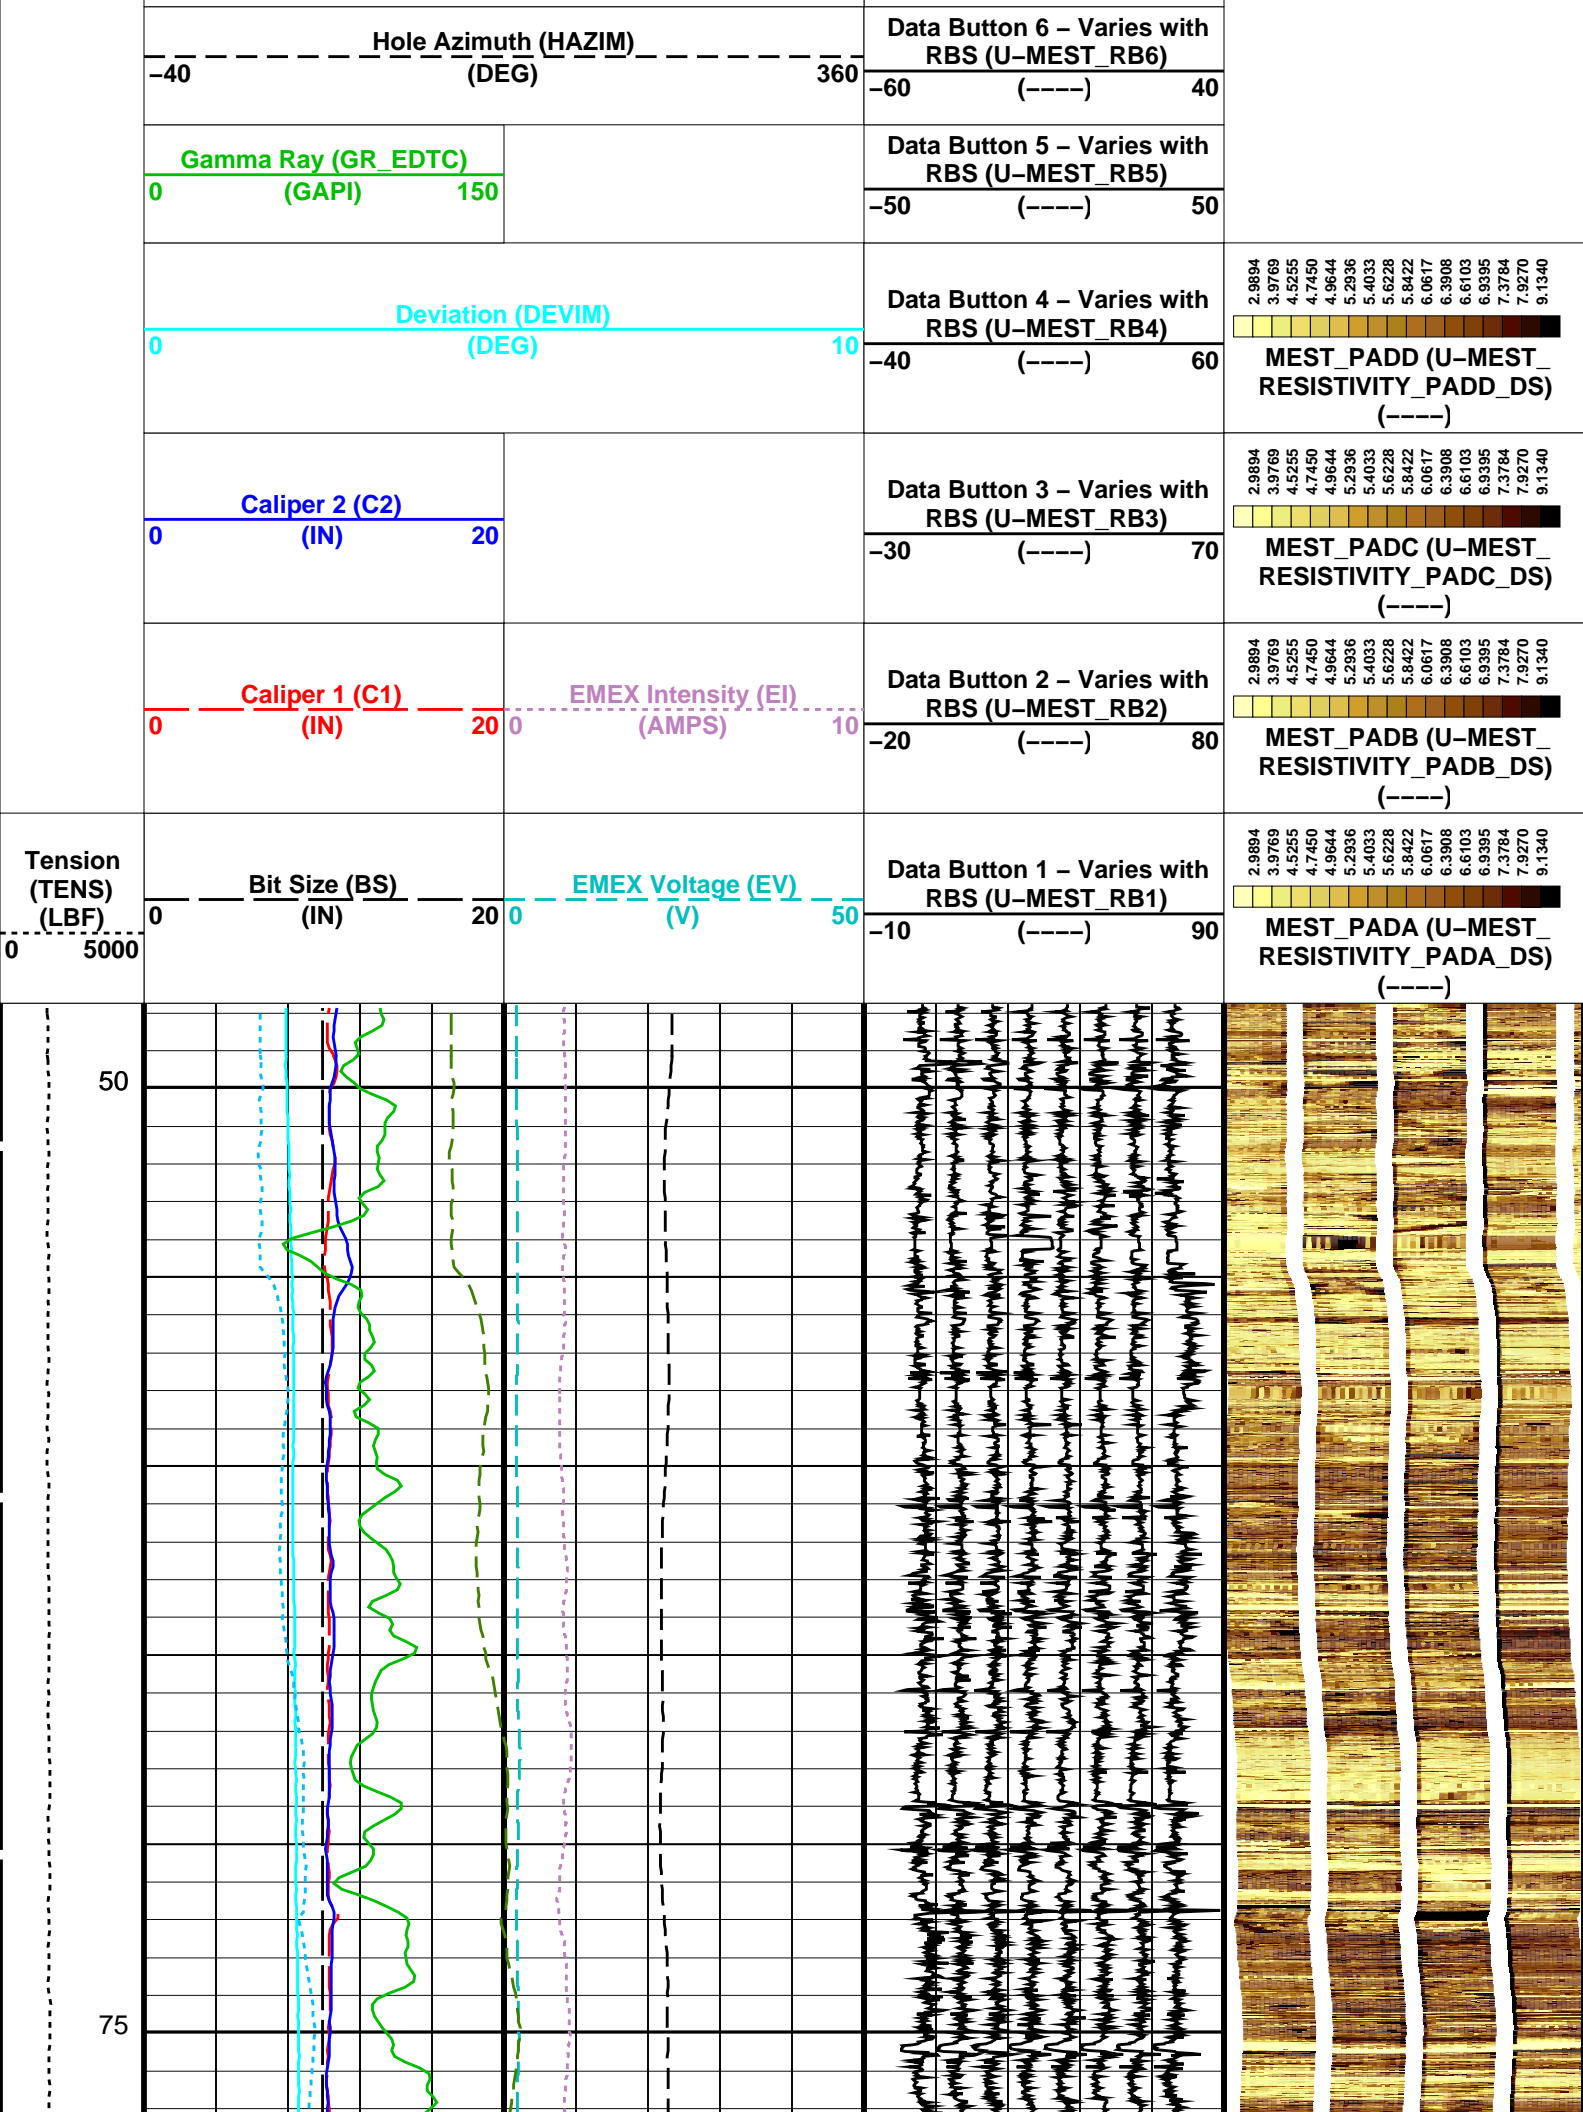 Hole Azimuth (HAZIM)
−40 (DEG) 360
Data Button 6 − Varies with
RBS (U−MEST_RB6)
−60 (−−−−) 40
Gamma Ray (GR_EDTC)
0 (GAPI) 150
Data Button 5 − Varies with
RBS (U−MEST_RB5)
−50 (−−−−) 50
Deviation (DEVIM)
0 (DEG) 10
Data Button 4 − Varies with
RBS (U−MEST_RB4)
−40 (−−−−) 60
2.9894 3.9769 4.5255 4.7450 4.9644 5.2936 5.4033 5.6228 5.8422 6.0617 6.3908 6.6103 6.9395 7.3784 7.9270 9.1340
MEST_PADD (U−MEST_
RESISTIVITY_PADD_DS)
(−−−−)
Caliper 2 (C2)
0 (IN) 20
Data Button 3 − Varies with
RBS (U−MEST_RB3)
−30 (−−−−) 70
2.9894 3.9769 4.5255 4.7450 4.9644 5.2936 5.4033 5.6228 5.8422 6.0617 6.3908 6.6103 6.9395 7.3784 7.9270 9.1340
MEST_PADC (U−MEST_
RESISTIVITY_PADC_DS)
(−−−−)
Caliper 1 (C1)
0 (IN) 20
EMEX Intensity (EI)
0 (AMPS) 10
Data Button 2 − Varies with
RBS (U−MEST_RB2)
−20 (−−−−) 80
2.9894 3.9769 4.5255 4.7450 4.9644 5.2936 5.4033 5.6228 5.8422 6.0617 6.3908 6.6103 6.9395 7.3784 7.9270 9.1340
MEST_PADB (U−MEST_
RESISTIVITY_PADB_DS)
(−−−−)
Tension
(TENS)
(LBF)
0 5000
Bit Size (BS)
0 (IN) 20
EMEX Voltage (EV)
0 (V) 50
Data Button 1 − Varies with
RBS (U−MEST_RB1)
−10 (−−−−) 90
2.9894 3.9769 4.5255 4.7450 4.9644 5.2936 5.4033 5.6228 5.8422 6.0617 6.3908 6.6103 6.9395 7.3784 7.9270 9.1340
MEST_PADA (U−MEST_
RESISTIVITY_PADA_DS)
(−−−−)
50
75